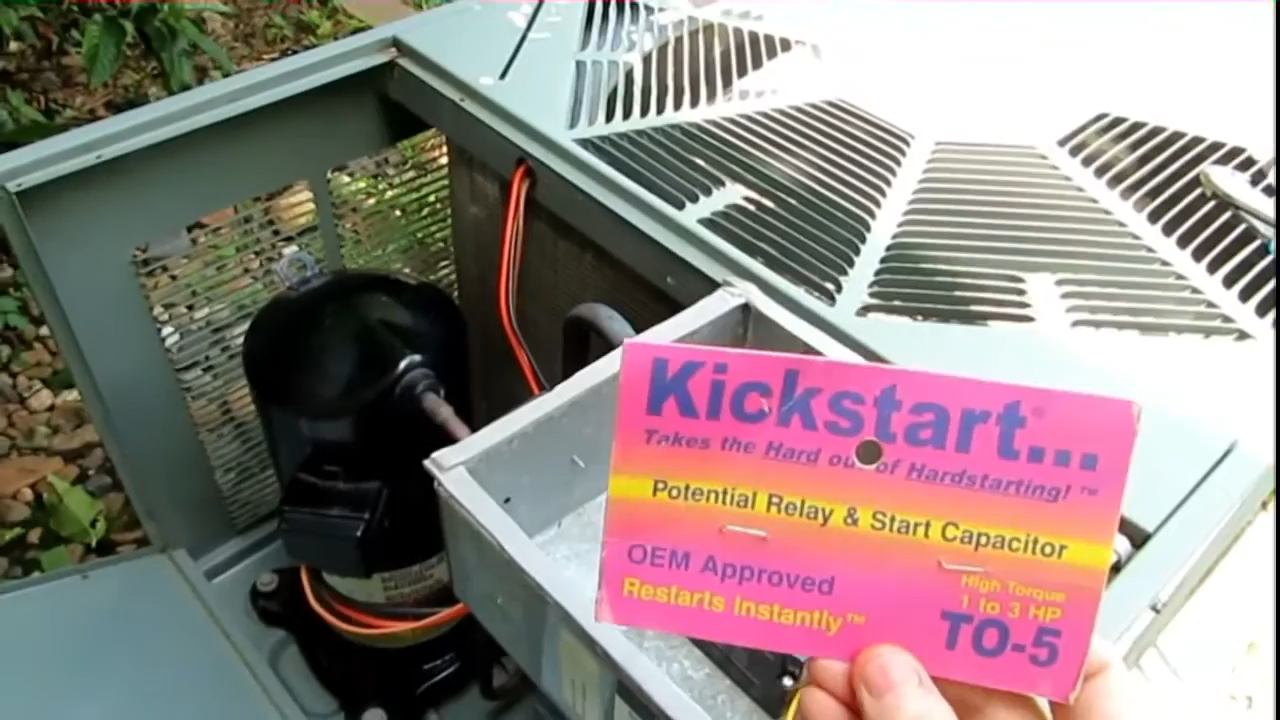 Kickstart®...
Takes the Hard out of Hardstarting! ™
Potential Relay & Start Capacitor
OEM Approved
Restarts Instantly™
High Torque
1 to 3 HP
TO-5